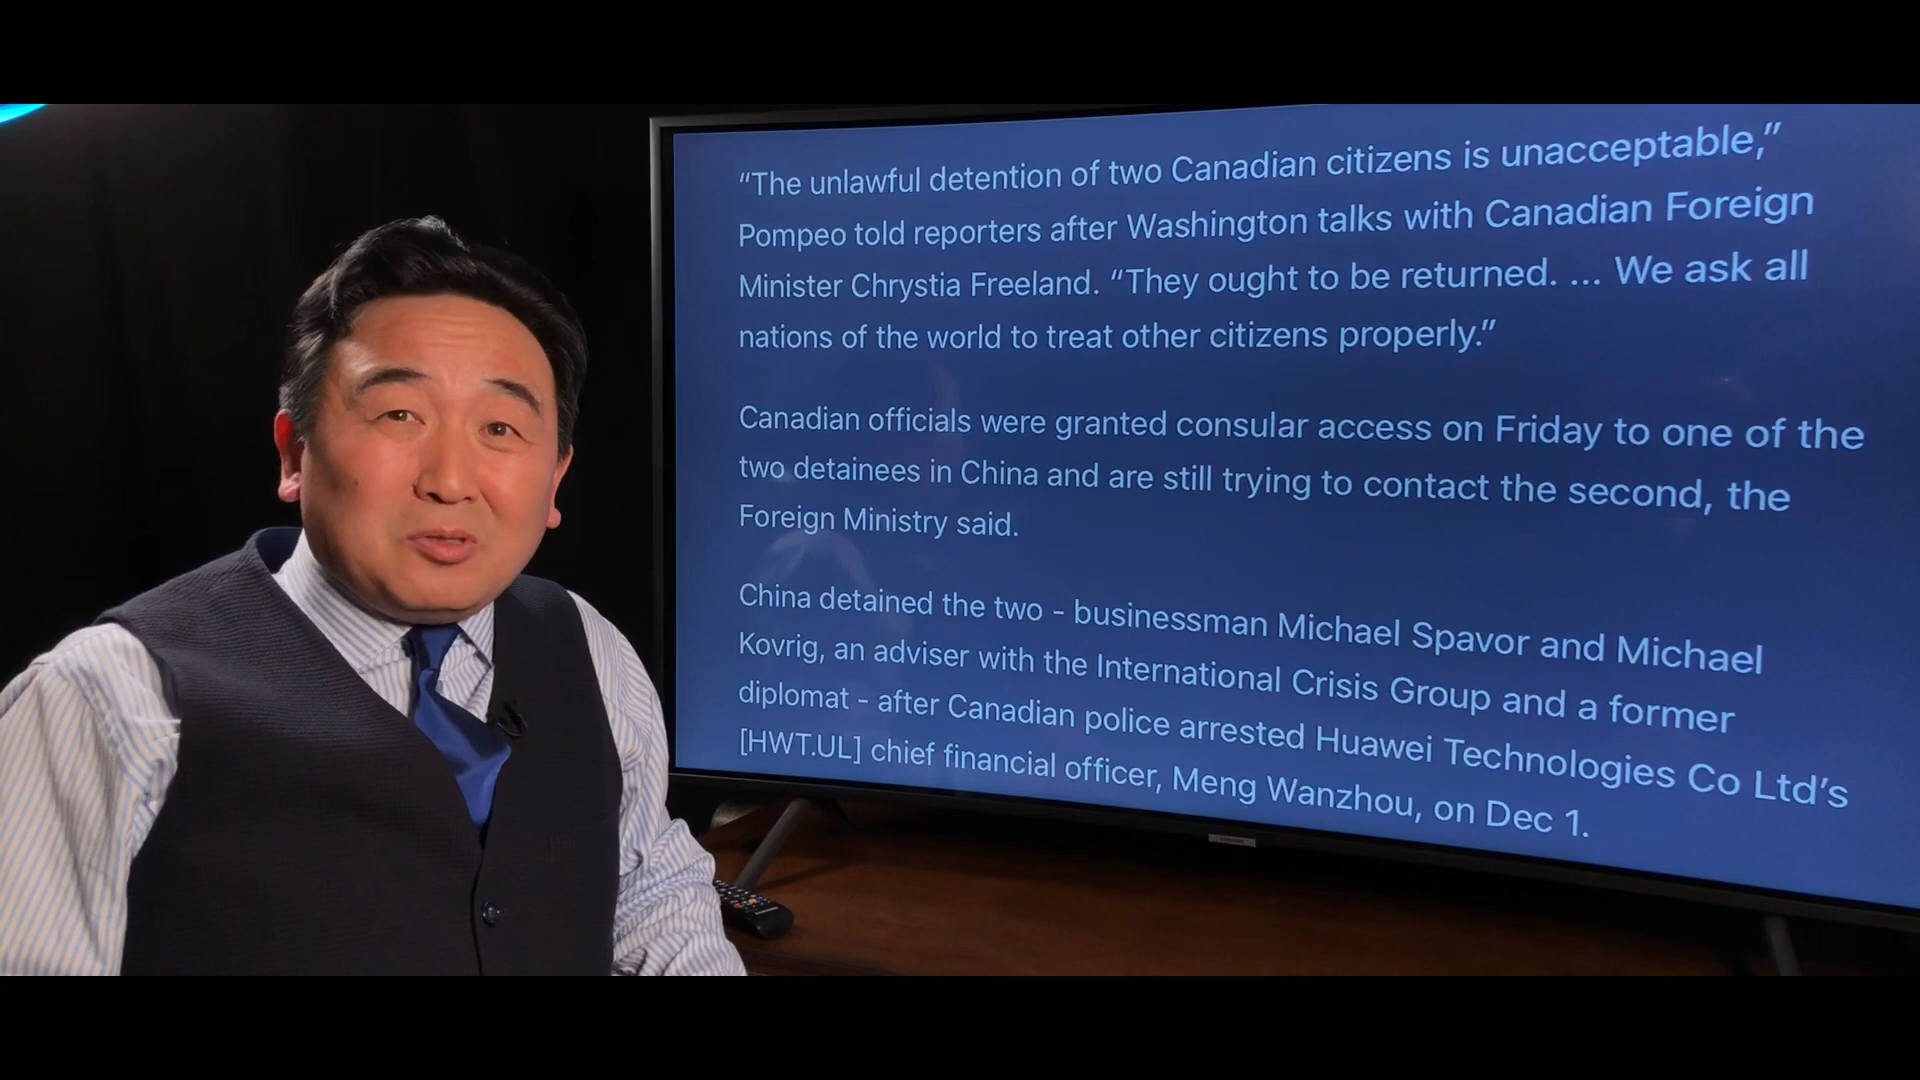 “The unlawful detention of two Canadian citizens is unacceptable,”
Pompeo told reporters after Washington talks with Canadian Foreign
Minister Chrystia Freeland. “They ought to be returned. ... We ask all
nations of the world to treat other citizens properly.”
Canadian officials were granted consular access on Friday to one of the
two detainees in China and are still trying to contact the second, the
Foreign Ministry said.
China detained the two - businessman Michael Spavor and Michael
Kovrig, an adviser with the International Crisis Group and a former
diplomat - after Canadian police arrested Huawei Technologies Co Ltd’s
[HWT.UL] chief financial officer, Meng Wanzhou, on Dec 1.